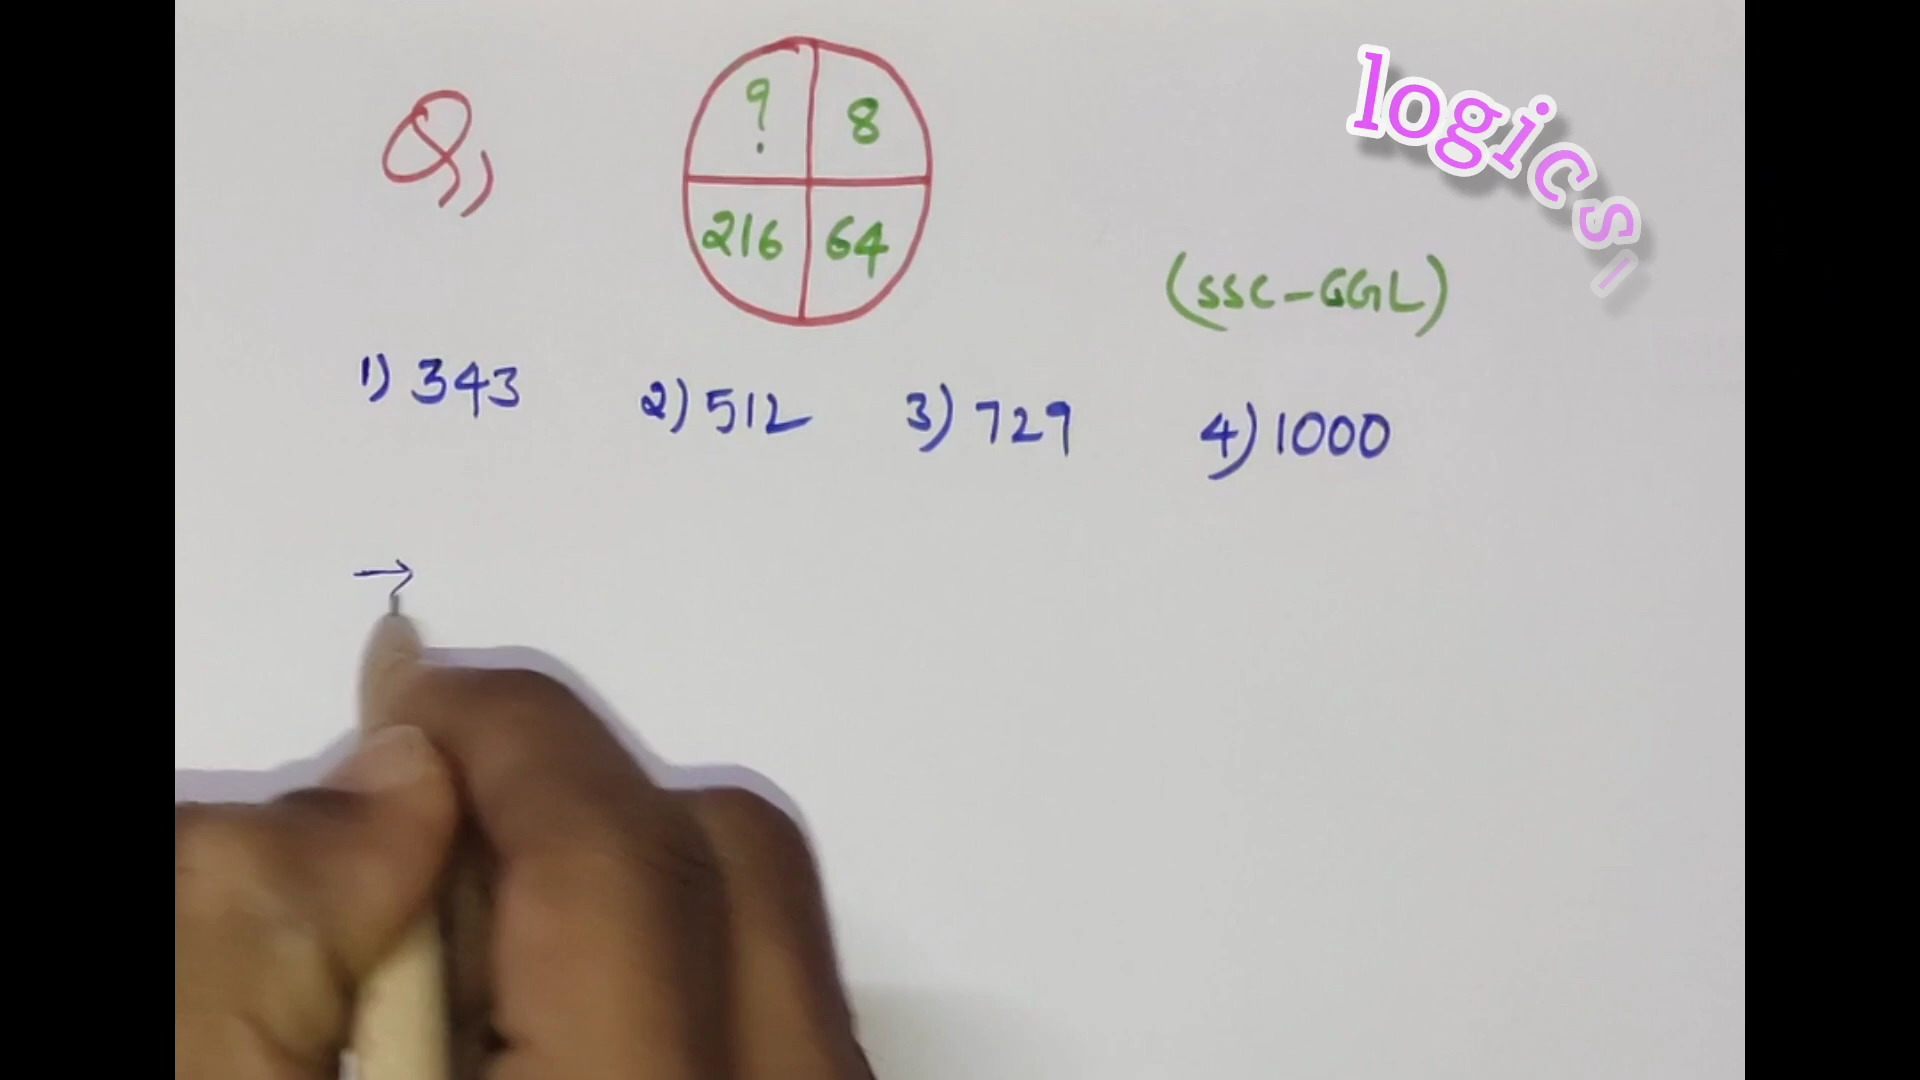 Q,,
? 8
216 64
logics-
(SSC-CGL)
1) 343 2) 512 3) 729 4) 1000
→